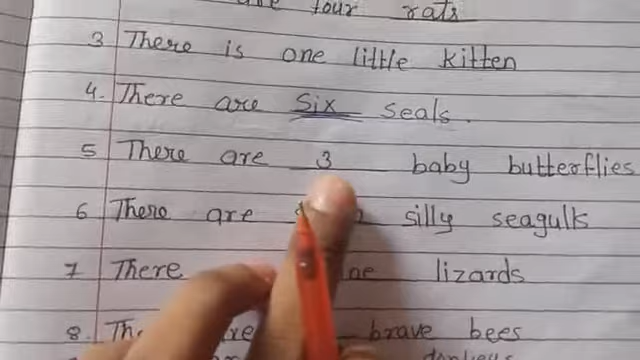 four rats
3 There is one little kitten
4. There are Six seals.
5 There are 3 baby butterflies
6 There are silly seagulls
7 There lizards
8. brave bees